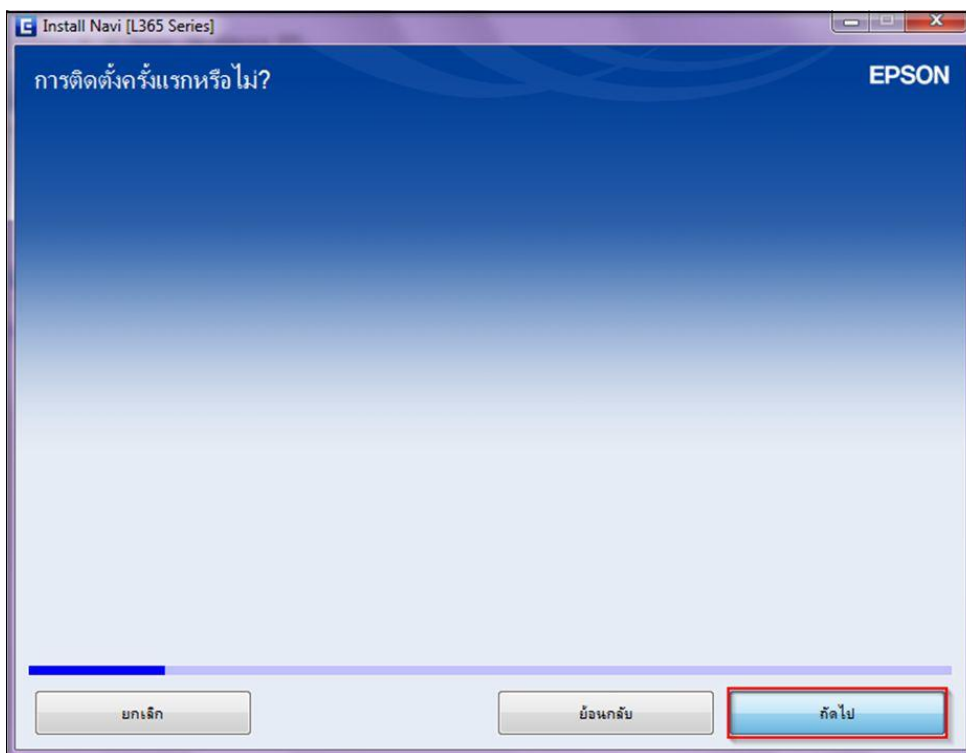 Install Navi [L365 Series]
การติดตั้งครั้งแรกหรือไม่?
EPSON
ยกเลิก
ย้อนกลับ
ถัดไป